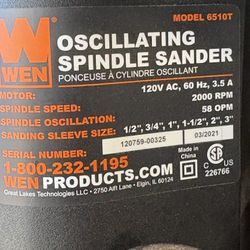 MODEL 6510T
WEN
OSCILLATING
SPINDLE SANDER
PONCEUSE À CYLINDRE OSCILLANT
120V AC, 60 Hz, 3.5 A
MOTOR:
2000 RPM
SPINDLE SPEED:
58 OPM
SPINDLE OSCILLATION:
SANDING SLEEVE SIZE: 1/2", 3/4", 1", 1-1/2", 2", 3"
120759-00325
03/2021
SERIAL NUMBER:
1-800-232-1195
WENPRODUCTS.COM
Great Lakes Technologies LLC • 2750 Alft Lane • Elgin, IL 60124
Made in China
C US
226766